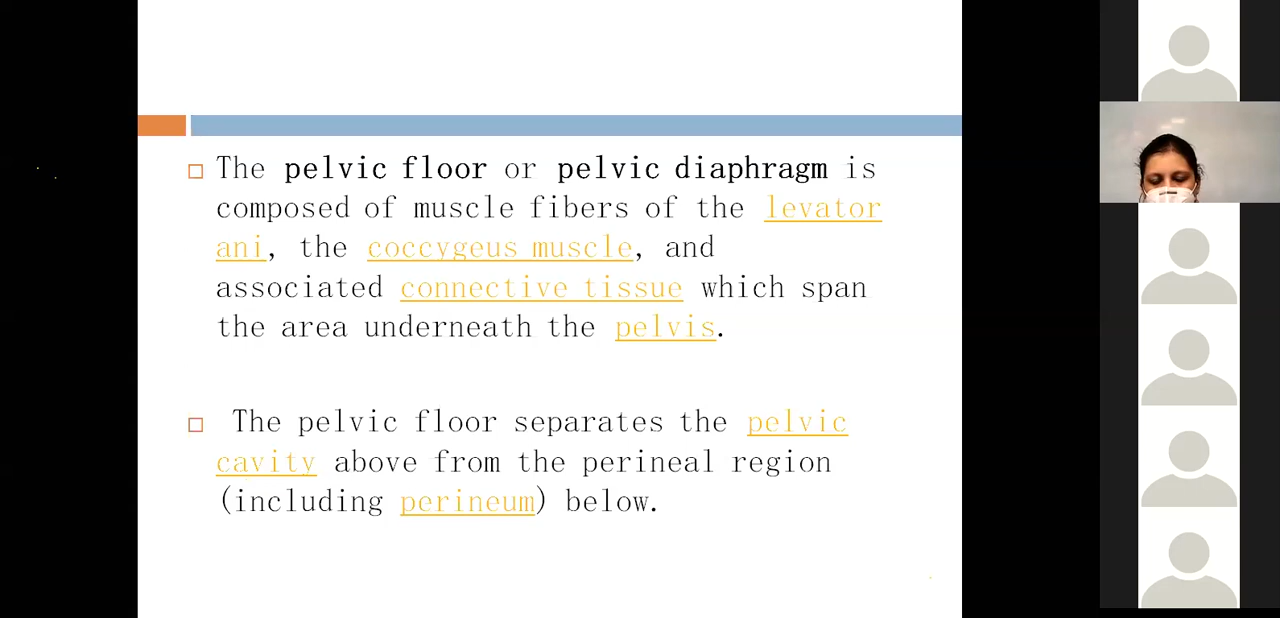 The pelvic floor or pelvic diaphragm is
composed of muscle fibers of the levator
ani, the coccygeus muscle, and
associated connective tissue which span
the area underneath the pelvis.
The pelvic floor separates the pelvic
cavity above from the perineal region
(including perineum) below.